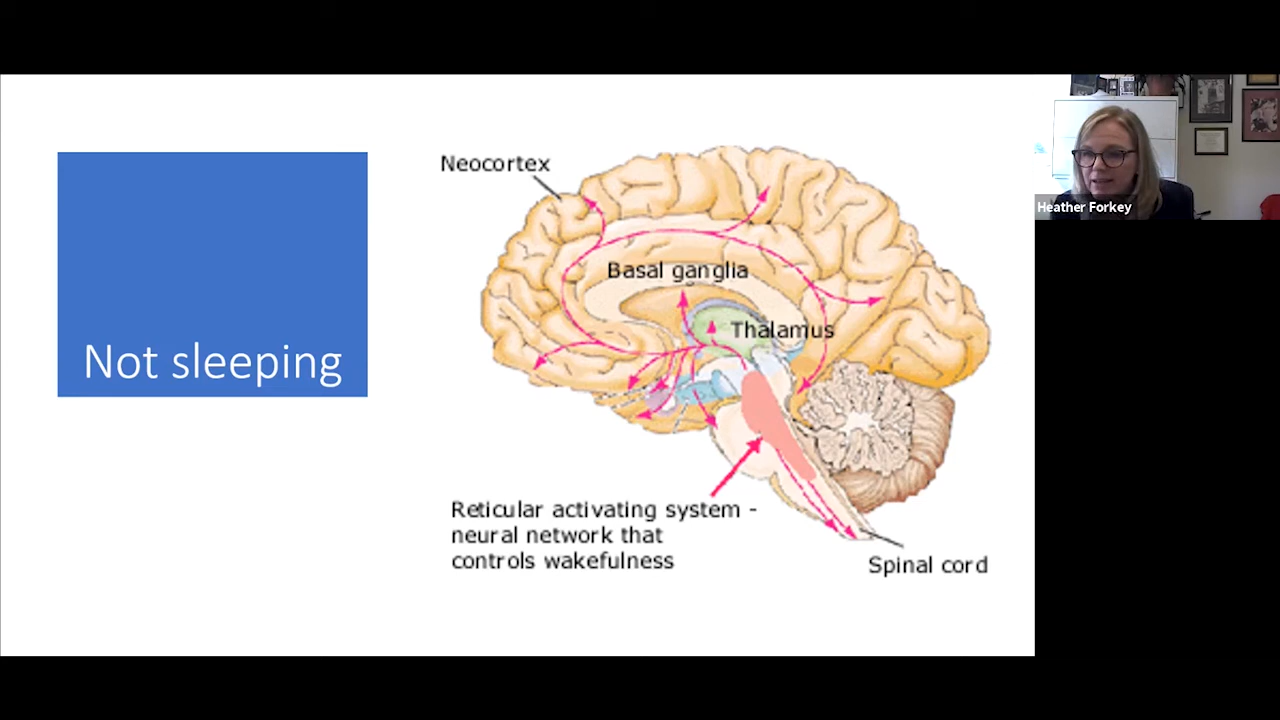 Not sleeping
Neocortex
Basal ganglia
Thalamus
Reticular activating system -
neural network that
controls wakefulness
Spinal cord
Heather Forkey